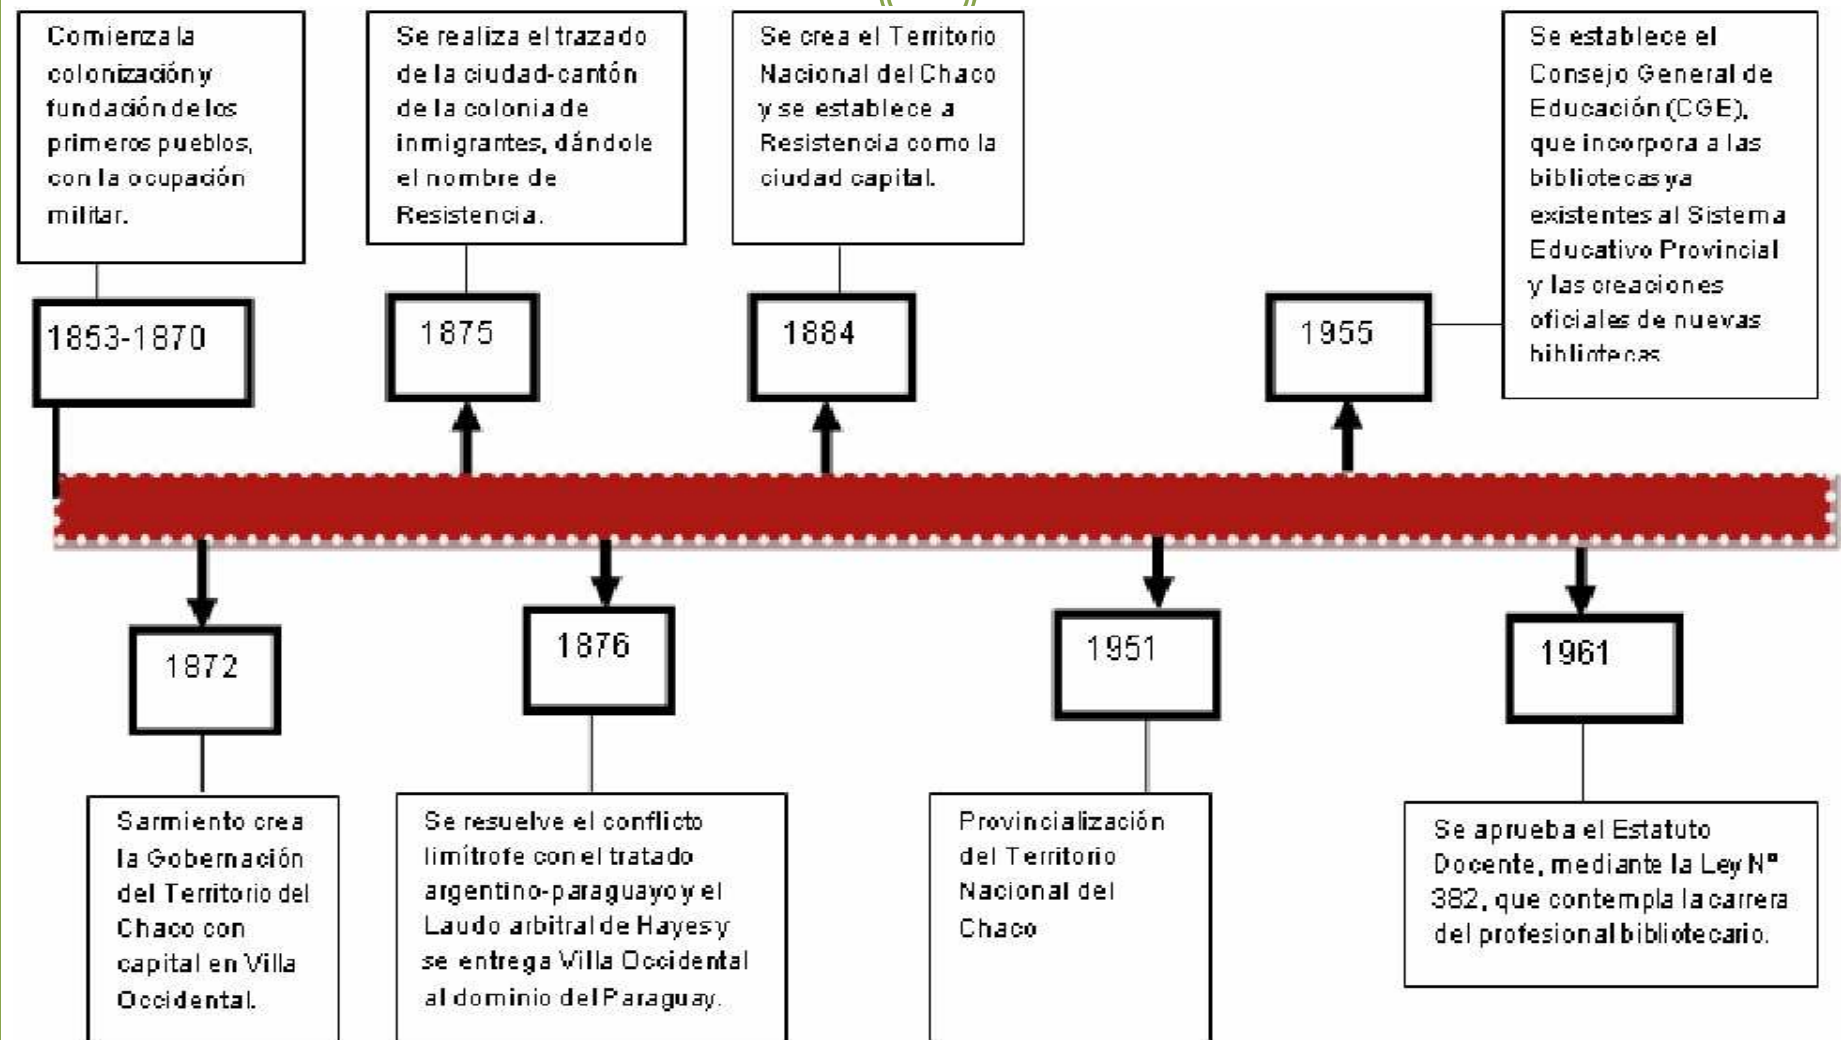 Comienza la
colonización y
fundación de los
primeros pueblos,
con la ocupación
militar.
1853-1870
Se realiza el trazado
de la ciudad-cantón
de la colonia de
inmigrantes, dándole
el nombre de
Resistencia.
1875
Se crea el Territorio
Nacional del Chaco
y se establece a
Resistencia como la
ciudad capital.
1884
Se establece el
Consejo General de
Educación (CGE),
que incorpora a las
bibliotecas ya
existentes al Sistema
Educativo Provincial
y las creaciones
oficiales de nuevas
bibliotecas
1955
1872
Sarmiento crea
la Gobernación
del Territorio del
Chaco con
capital en Villa
Occidental.
1876
Se resuelve el conflicto
limítrofe con el tratado
argentino-paraguayo y el
Laudo arbitral de Hayes y
se entrega Villa Occidental
al dominio del Paraguay.
1951
Provincialización
del Territorio
Nacional del
Chaco
1961
Se aprueba el Estatuto
Docente, mediante la Ley Nº
382, que contempla la carrera
del profesional bibliotecario.